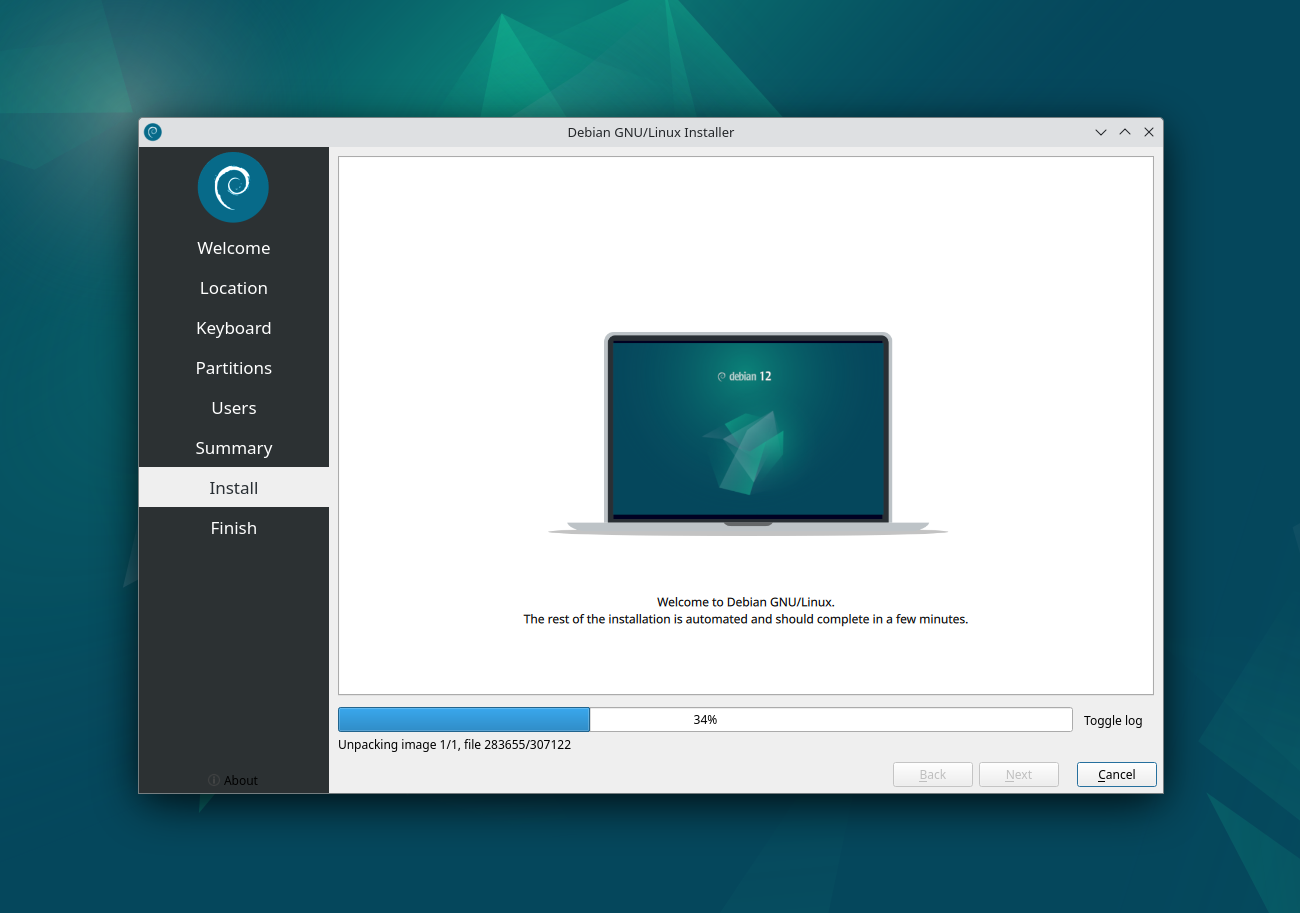 Debian GNU/Linux Installer
Welcome
Location
Keyboard
Partitions
Users
Summary
Install
Finish
About
debian 12
Welcome to Debian GNU/Linux.
The rest of the installation is automated and should complete in a few minutes.
34%
Toggle log
Unpacking image 1/1, file 283655/307122
Back
Next
Cancel